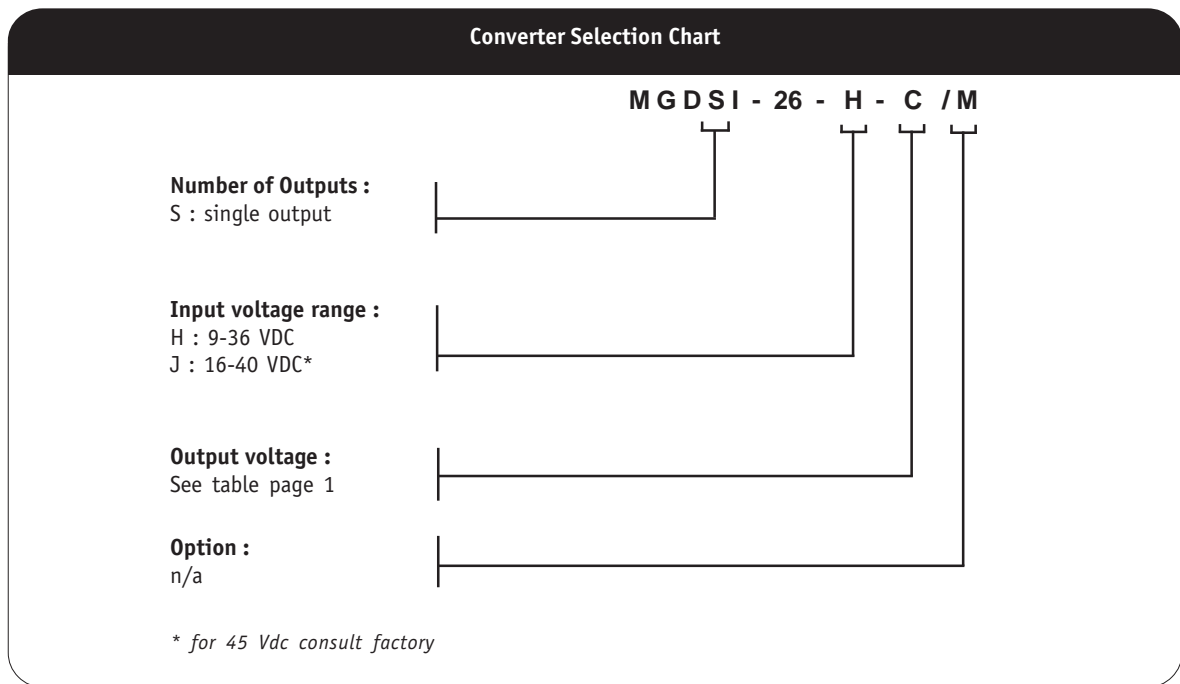 Converter Selection Chart
MGDSI - 26 - H - C /M
Number of Outputs :
S : single output
Input voltage range :
H : 9-36 VDC
J : 16-40 VDC*
Output voltage :
See table page 1
Option :
n/a
* for 45 Vdc consult factory